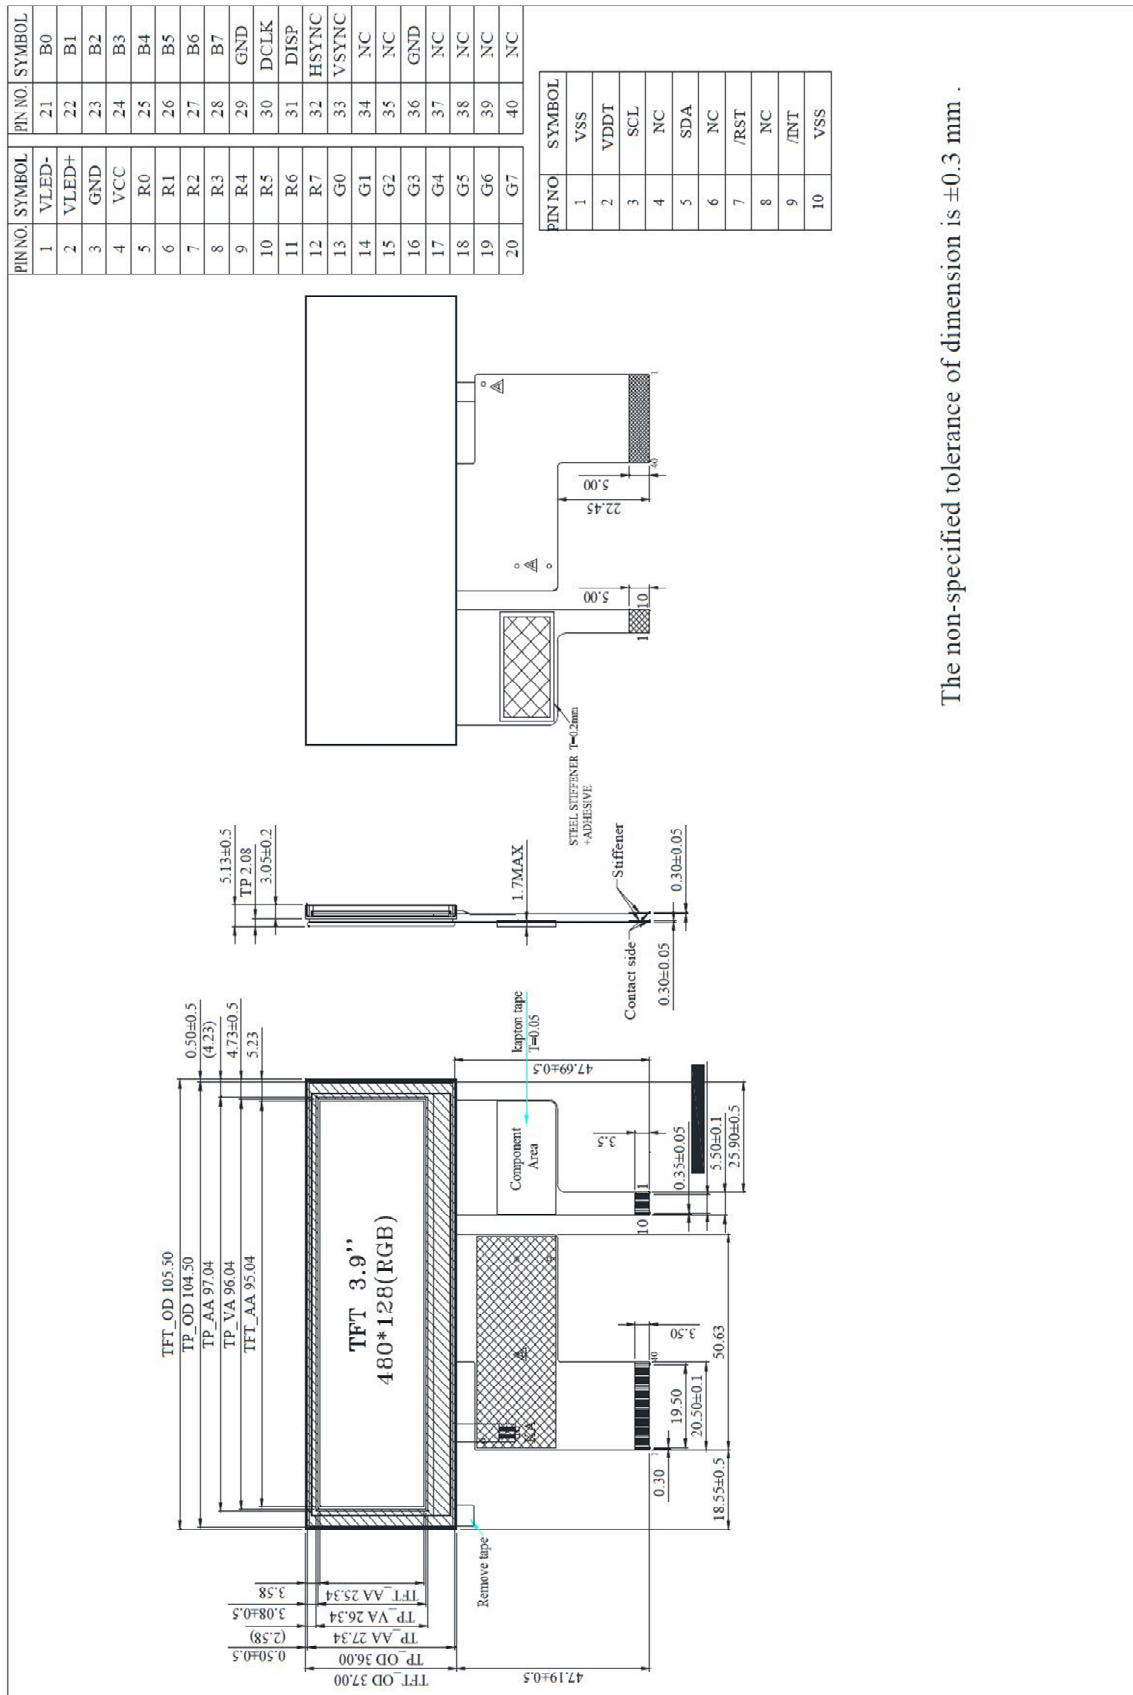 TFT_OD 105.50
TP_OD 104.50
TP_AA 97.04
TP_VA 96.04
TFT_AA 95.04
0.50±0.5
(4.23)
4.73±0.5
5.23
TFT 3.9''
480*128(RGB)
TFT_OD 37.00
TP_OD 36.00
TP_AA 27.34
TP_VA 26.34
TFT_AA 25.34
0.50±0.5
(2.58)
3.08±0.5
3.58
47.19±0.5
47.69±0.5
Remove tape
KA
Component
Area
kapton tape
T=0.05
3.5
10
1
0.35±0.05
5.50±0.1
25.90±0.5
3.50
1
40
0.30
19.50
20.50±0.1
18.55±0.5
50.63
5.13±0.5
TP 2.08
3.05±0.2
1.7MAX
Stiffener
Contact side
0.30±0.05
0.30±0.05
STEEL STIFFENER T=0.2mm
+ADHESIVE
5.00
1
10
5.00
22.45
40
1
PIN NO. SYMBOL PIN NO. SYMBOL
1 VLED- 21 B0
2 VLED+ 22 B1
3 GND 23 B2
4 VCC 24 B3
5 R0 25 B4
6 R1 26 B5
7 R2 27 B6
8 R3 28 B7
9 R4 29 GND
10 R5 30 DCLK
11 R6 31 DISP
12 R7 32 HSYNC
13 G0 33 VSYNC
14 G1 34 NC
15 G2 35 NC
16 G3 36 GND
17 G4 37 NC
18 G5 38 NC
19 G6 39 NC
20 G7 40 NC
PIN NO SYMBOL
1 VSS
2 VDDT
3 SCL
4 NC
5 SDA
6 NC
7 /RST
8 NC
9 /INT
10 VSS
The non-specified tolerance of dimension is ±0.3 mm .